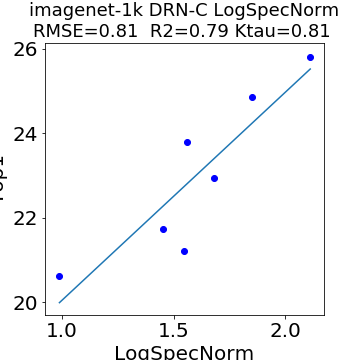 imagenet-1k DRN-C LogSpecNorm
RMSE=0.81 R2=0.79 Ktau=0.81
26
24
22
20
1.0 1.5 2.0
LogSpecNorm